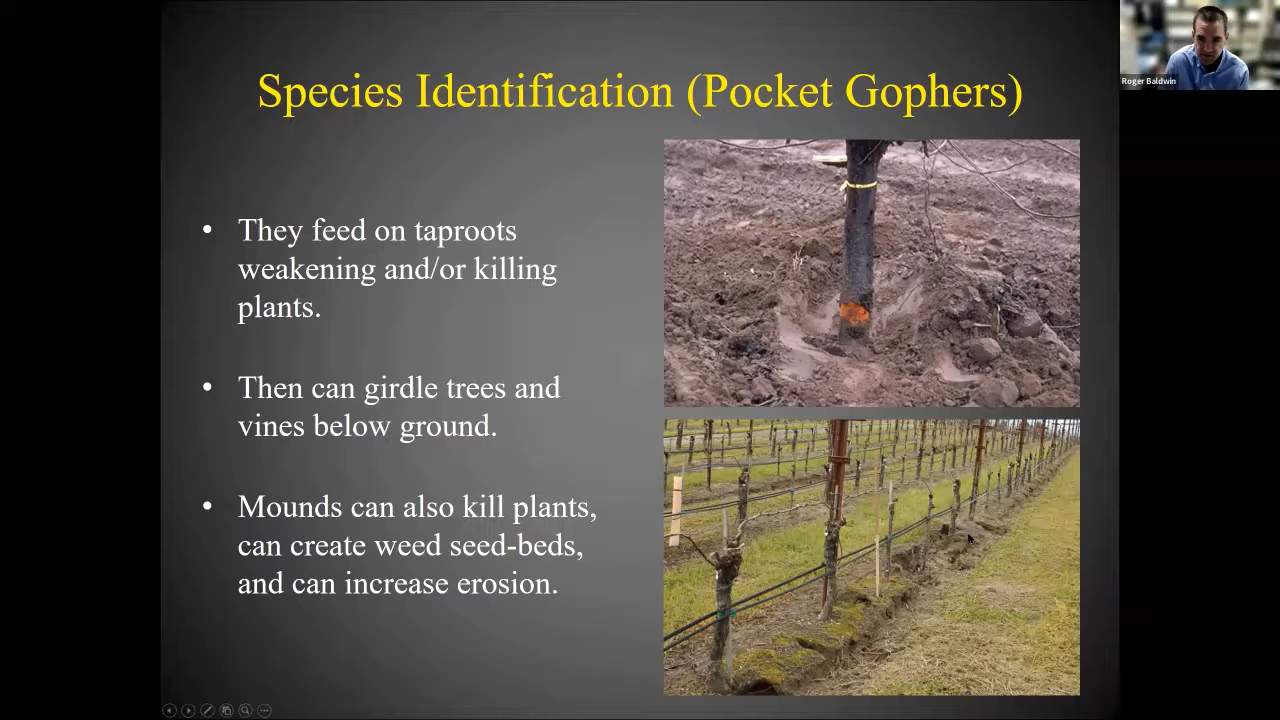 Species Identification (Pocket Gophers)
Roger Baldwin
• They feed on taproots
weakening and/or killing
plants.
• Then can girdle trees and
vines below ground.
• Mounds can also kill plants,
can create weed seed-beds,
and can increase erosion.